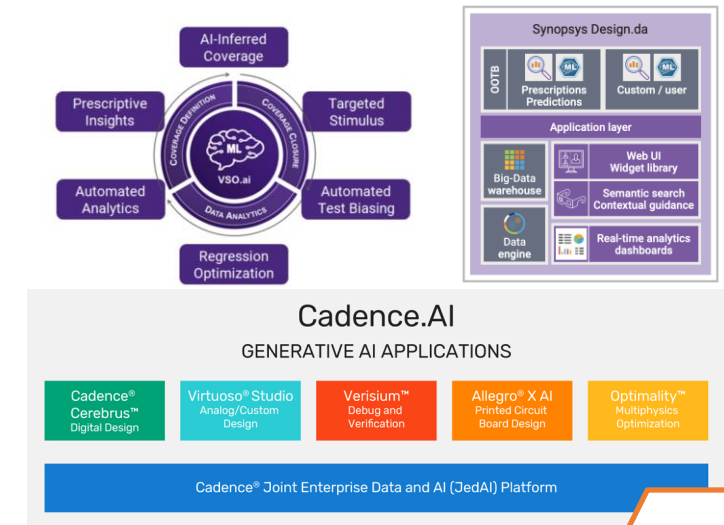 AI-Inferred
Coverage
Prescriptive
Insights
Targeted
Stimulus
COVERAGE DEFINITION
COVERAGE CLOSURE
ML
VSO.ai
DATA ANALYTICS
Automated
Analytics
Automated
Test Biasing
Regression
Optimization
Synopsys Design.da
OOTB
ML
Prescriptions
Predictions
ML
Custom / user
Application layer
Big-Data
warehouse
Web UI
Widget library
Semantic search
Contextual guidance
Data
engine
Real-time analytics
dashboards
Cadence.AI
GENERATIVE AI APPLICATIONS
Cadence®
Cerebrus™
Digital Design
Virtuoso® Studio
Analog/Custom
Design
Verisium™
Debug and
Verification
Allegro® X AI
Printed Circuit
Board Design
Optimality™
Multiphysics
Optimization
Cadence® Joint Enterprise Data and AI (JedAI) Platform